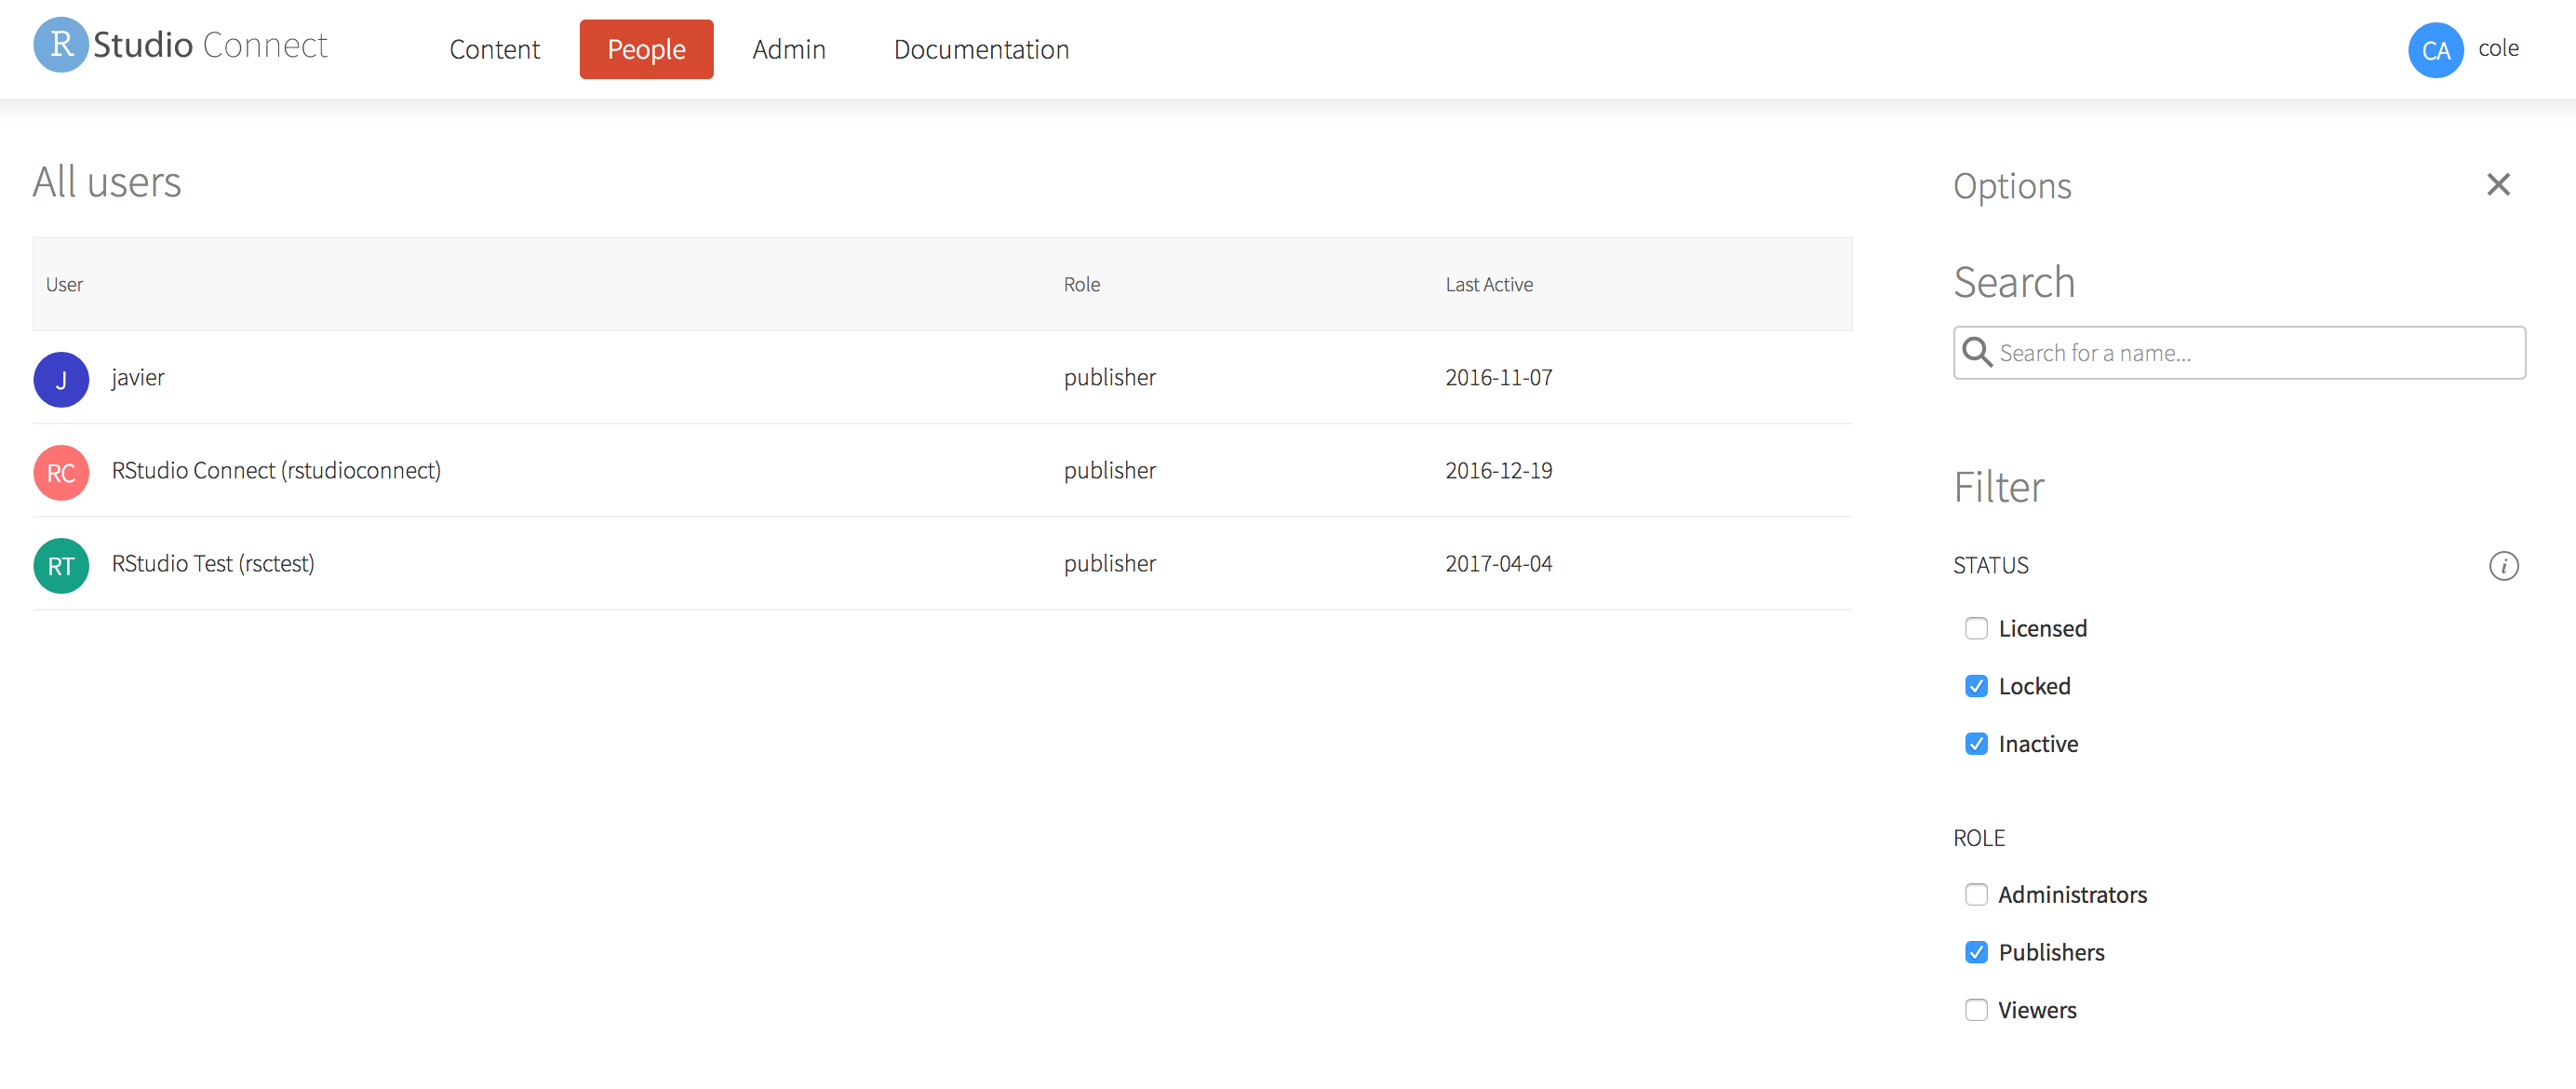 RStudio Connect
Content People Admin Documentation
CA cole
All users
User Role Last Active
J javier publisher 2016-11-07
RC RStudio Connect (rstudioconnect) publisher 2016-12-19
RT RStudio Test (rsctest) publisher 2017-04-04
Options
Search
Search for a name...
Filter
STATUS i
Licensed
Locked
Inactive
ROLE
Administrators
Publishers
Viewers